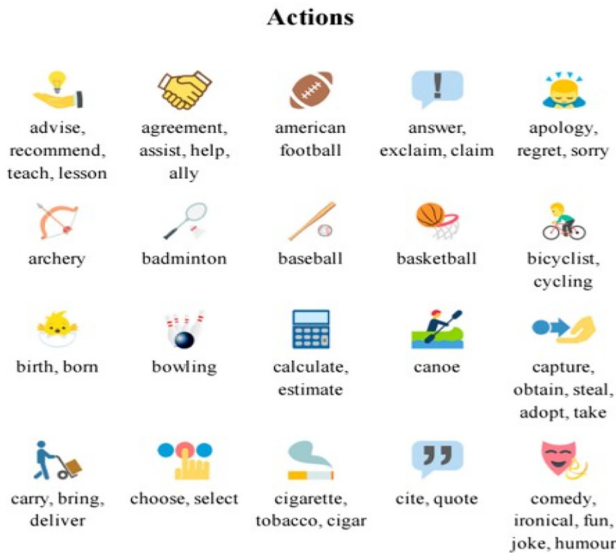 Actions
advise,
recommend,
teach, lesson
agreement,
assist, help,
ally
american
football
answer,
exclaim, claim
apology,
regret, sorry
archery
badminton
baseball
basketball
bicyclist,
cycling
birth, born
bowling
calculate,
estimate
canoe
capture,
obtain, steal,
adopt, take
carry, bring,
deliver
choose, select
cigarette,
tobacco, cigar
cite, quote
comedy,
ironical, fun,
joke, humour